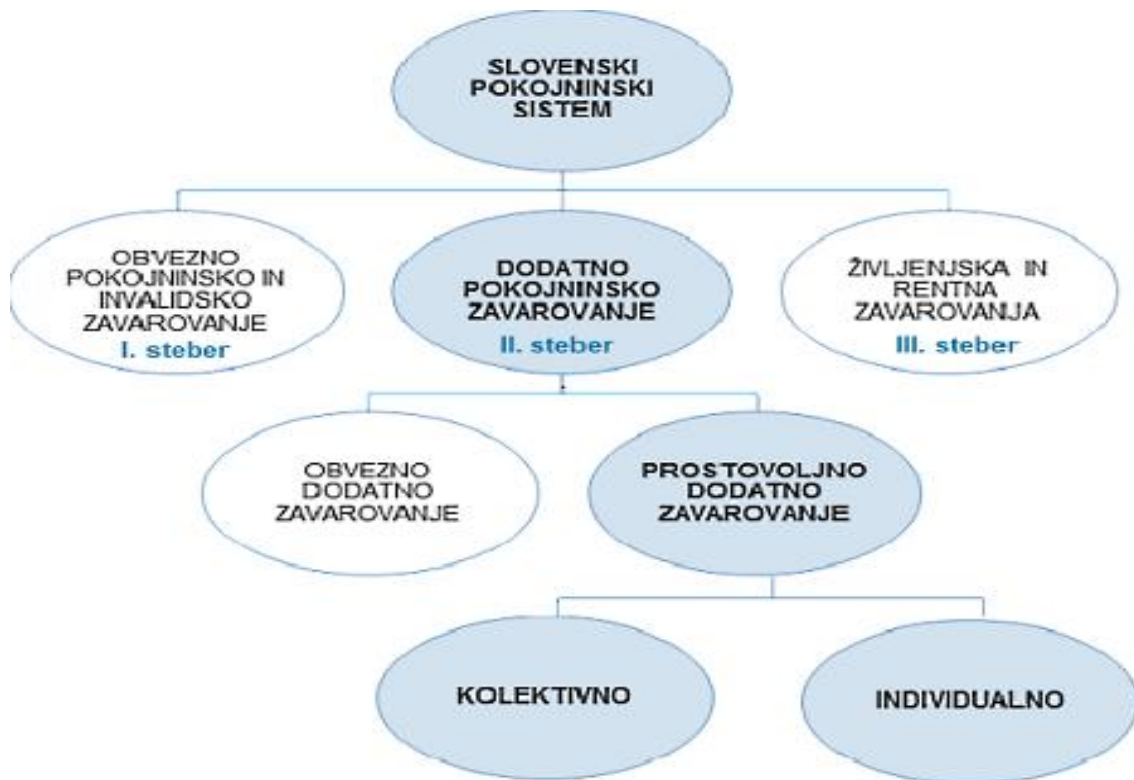 SLOVENSKI
POKOJNINSKI
SISTEM
OBVEZNO
POKOJNINSKO IN
INVALIDSKO
ZAVAROVANJE
I. steber
DODATNO
POKOJNINSKO
ZAVAROVANJE
II. steber
ŽIVLJENJSKA IN
RENTNA
ZAVAROVANJA
III. steber
OBVEZNO
DODATNO
ZAVAROVANJE
PROSTOVOLJNO
DODATNO
ZAVAROVANJE
KOLEKTIVNO
INDIVIDUALNO